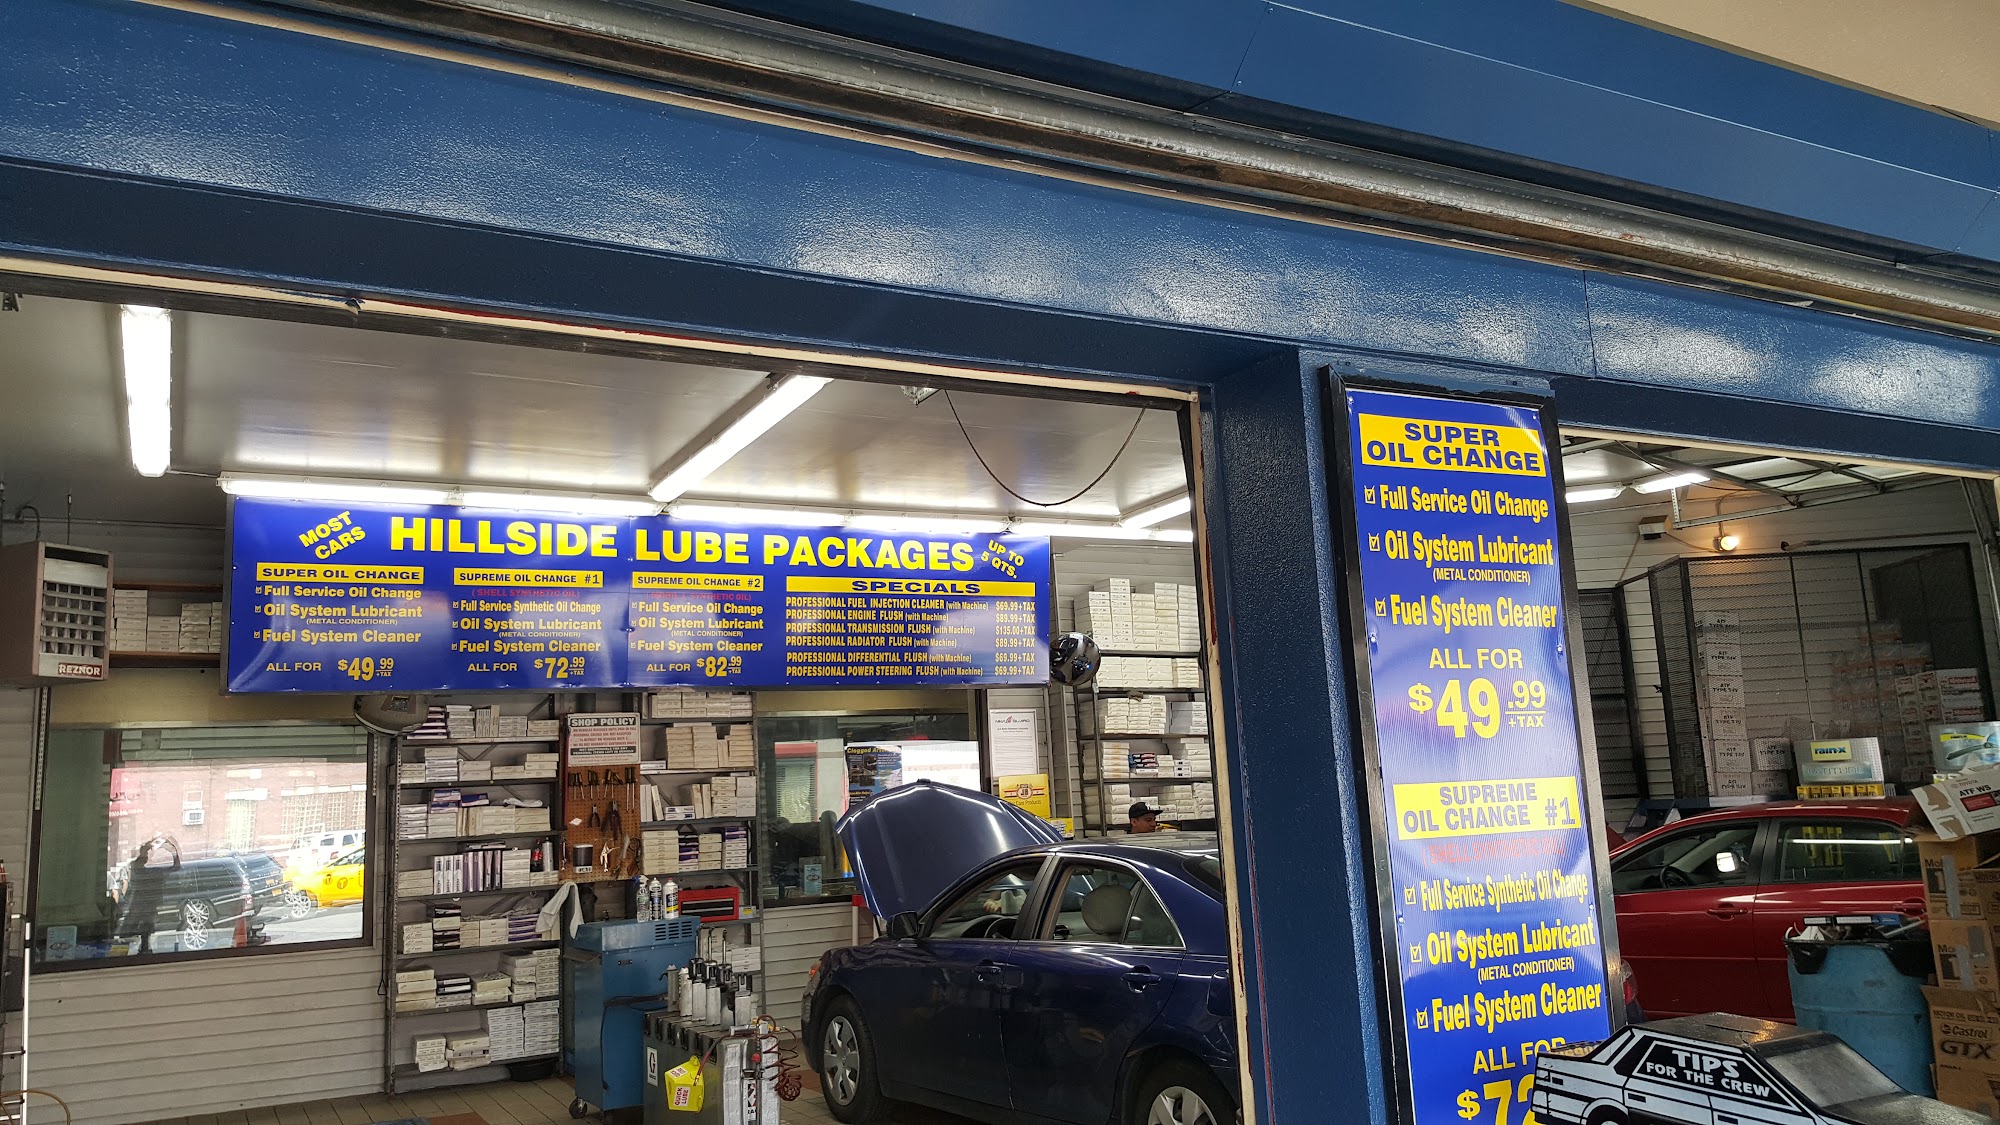 MOST CARS
HILLSIDE LUBE PACKAGES
UP TO 5 QTS.
SUPER OIL CHANGE
Full Service Oil Change
Oil System Lubricant
(METAL CONDITIONER)
Fuel System Cleaner
ALL FOR $49.99 +TAX
SUPREME OIL CHANGE #1
(SHELL SYNTHETIC OIL)
Full Service Synthetic Oil Change
Oil System Lubricant
(METAL CONDITIONER)
Fuel System Cleaner
ALL FOR $72.99 +TAX
SUPREME OIL CHANGE #2
Full Service Oil Change
Oil System Lubricant
(METAL CONDITIONER)
Fuel System Cleaner
ALL FOR $82.99 +TAX
SPECIALS
PROFESSIONAL FUEL INJECTION CLEANER (with Machine) $69.99+TAX
PROFESSIONAL ENGINE FLUSH (with Machine) $89.99+TAX
PROFESSIONAL TRANSMISSION FLUSH (with Machine) $135.00+TAX
PROFESSIONAL RADIATOR FLUSH (with Machine) $89.99+TAX
PROFESSIONAL DIFFERENTIAL FLUSH (with Machine) $69.99+TAX
PROFESSIONAL POWER STEERING FLUSH (with Machine) $69.99+TAX
REZNOR
SHOP POLICY
SUPER
OIL CHANGE
Full Service Oil Change
Oil System Lubricant
(METAL CONDITIONER)
Fuel System Cleaner
ALL FOR
$49.99
+TAX
SUPREME
OIL CHANGE #1
(SHELL SYNTHETIC OIL)
Full Service Synthetic Oil Change
Oil System Lubricant
(METAL CONDITIONER)
Fuel System Cleaner
ALL FOR
$72
TIPS
FOR THE CREW
rain-x
ATF WS
Castrol
GTX
QUICK
LUBE